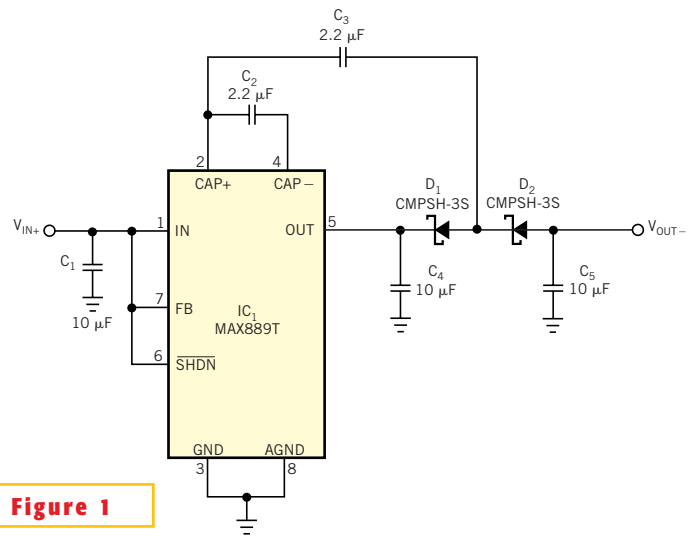 C3
2.2 μF
C2
2.2 μF
2
4
CAP+
CAP–
D1
CMPSH-3S
D2
CMPSH-3S
VIN+
1
IN
OUT
5
VOUT–
C1
10 μF
7
FB
IC1
MAX889T
C4
10 μF
C5
10 μF
6
SHDN
GND
AGND
3
8
Figure 1